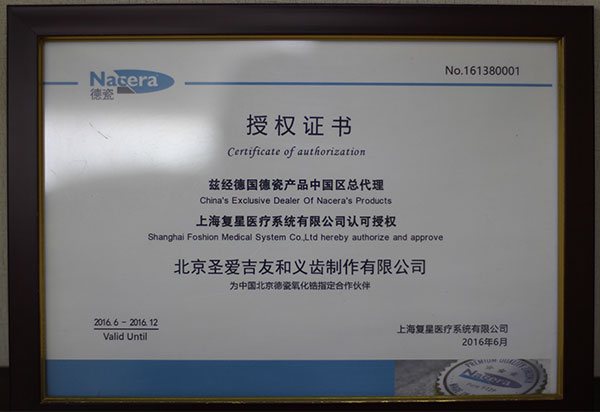 No.161380001
Nacera
德瓷
授权证书
Certificate of authorization
兹经德国德瓷产品中国区总代理
China's Exclusive Dealer Of Nacera's Products
上海复星医疗系统有限公司认可授权
Shanghai Foshion Medical System Co.,Ltd hereby authorize and approve
北京圣爱吉友和义齿制作有限公司
为中国北京德瓷氧化锆指定合作伙伴
2016.6 - 2016.12
Valid Until
上海复星医疗系统有限公司
2016年6月
PREMIUM QUALITY
Nacera